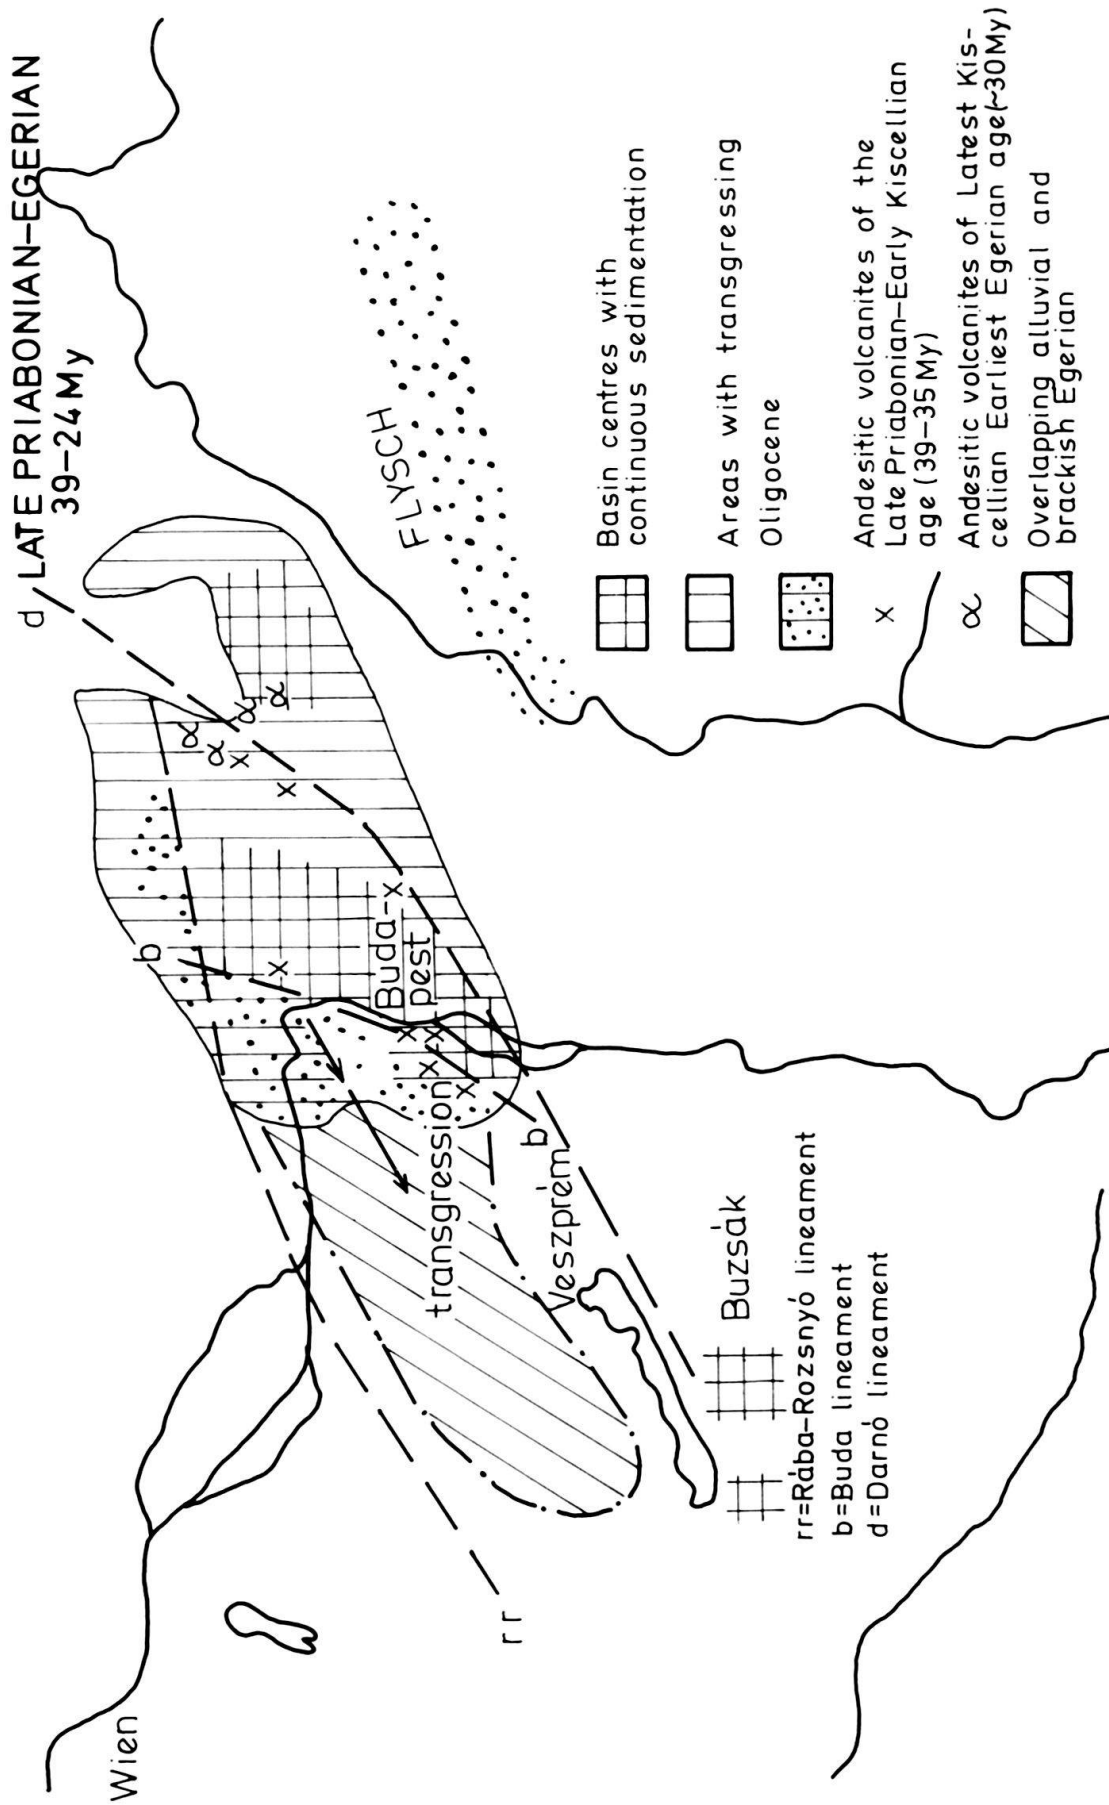 d LATE PRIABONIAN–EGERIAN
39–24 My
Wien
FLYSCH
b
x
α
α
α
α
x
x
x
x
Buda-
pest
x
x
x
x
transgression
b
Veszprém
rr
Buzsák
rr=Rába–Rozsnyó lineament
b=Buda lineament
d=Darnó lineament
Basin centres with
continuous sedimentation
Areas with transgressing
Oligocene
x Andesitic volcanites of the
Late Priabonian–Early Kiscellian
age (39–35 My)
α Andesitic volcanites of Latest Kis-
cellian Earliest Egerian age(~30My)
Overlapping alluvial and
brackish Egerian